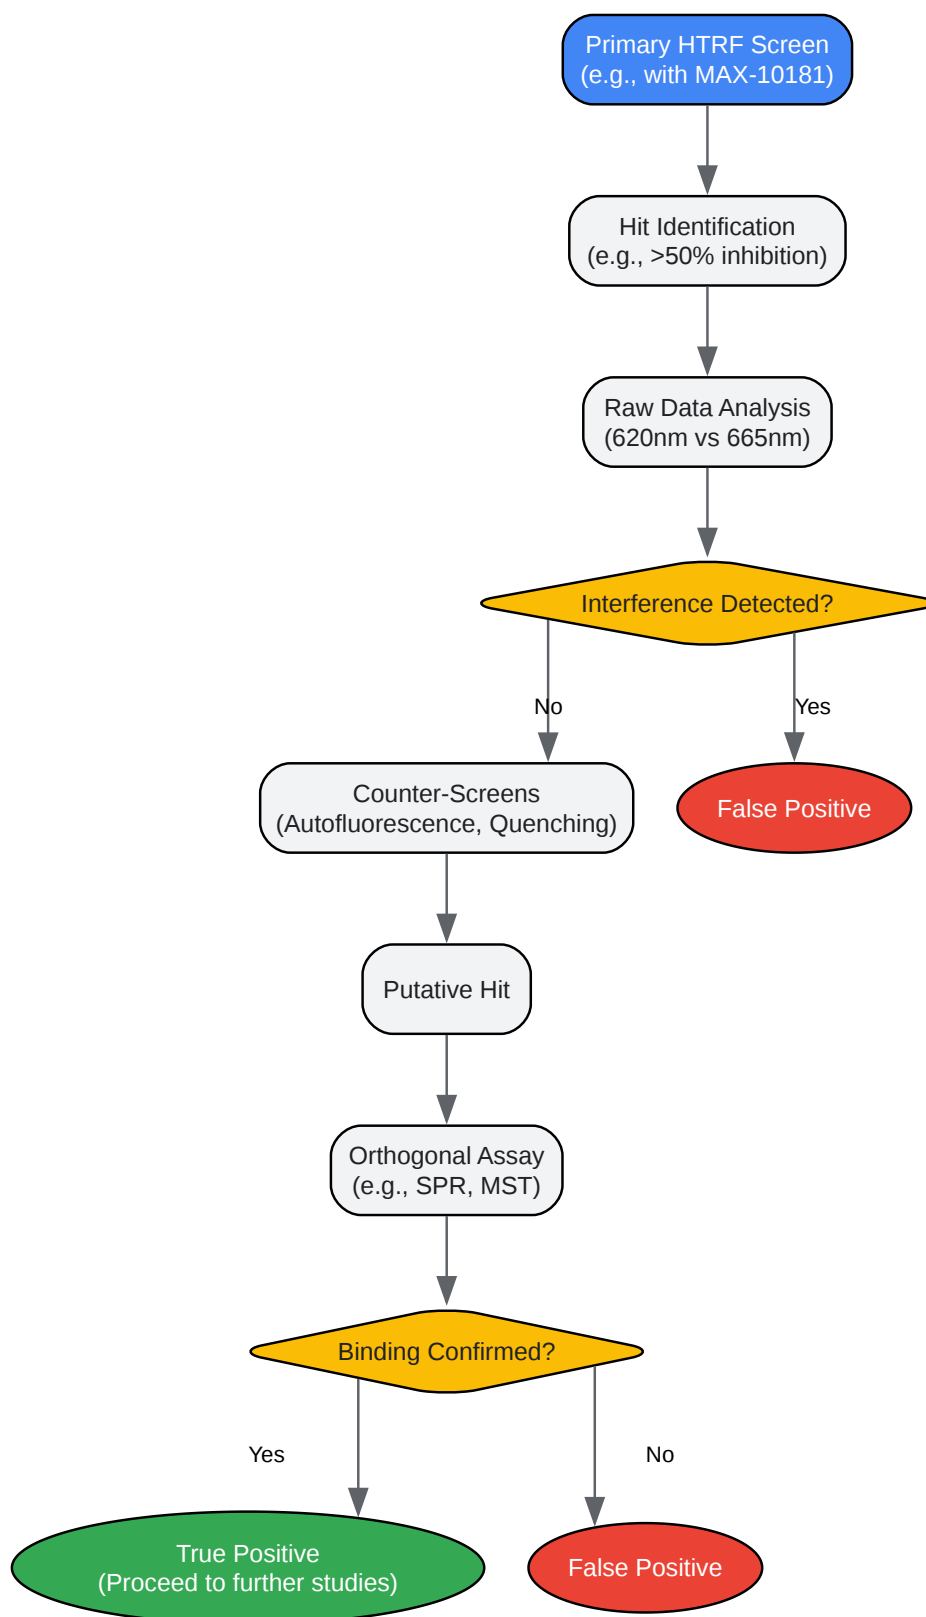 Primary HTRF Screen
(e.g., with MAX-10181)
Hit Identification
(e.g., >50% inhibition)
Raw Data Analysis
(620nm vs 665nm)
Interference Detected?
No
Yes
Counter-Screens
(Autofluorescence, Quenching)
False Positive
Putative Hit
Orthogonal Assay
(e.g., SPR, MST)
Binding Confirmed?
Yes
No
True Positive
(Proceed to further studies)
False Positive